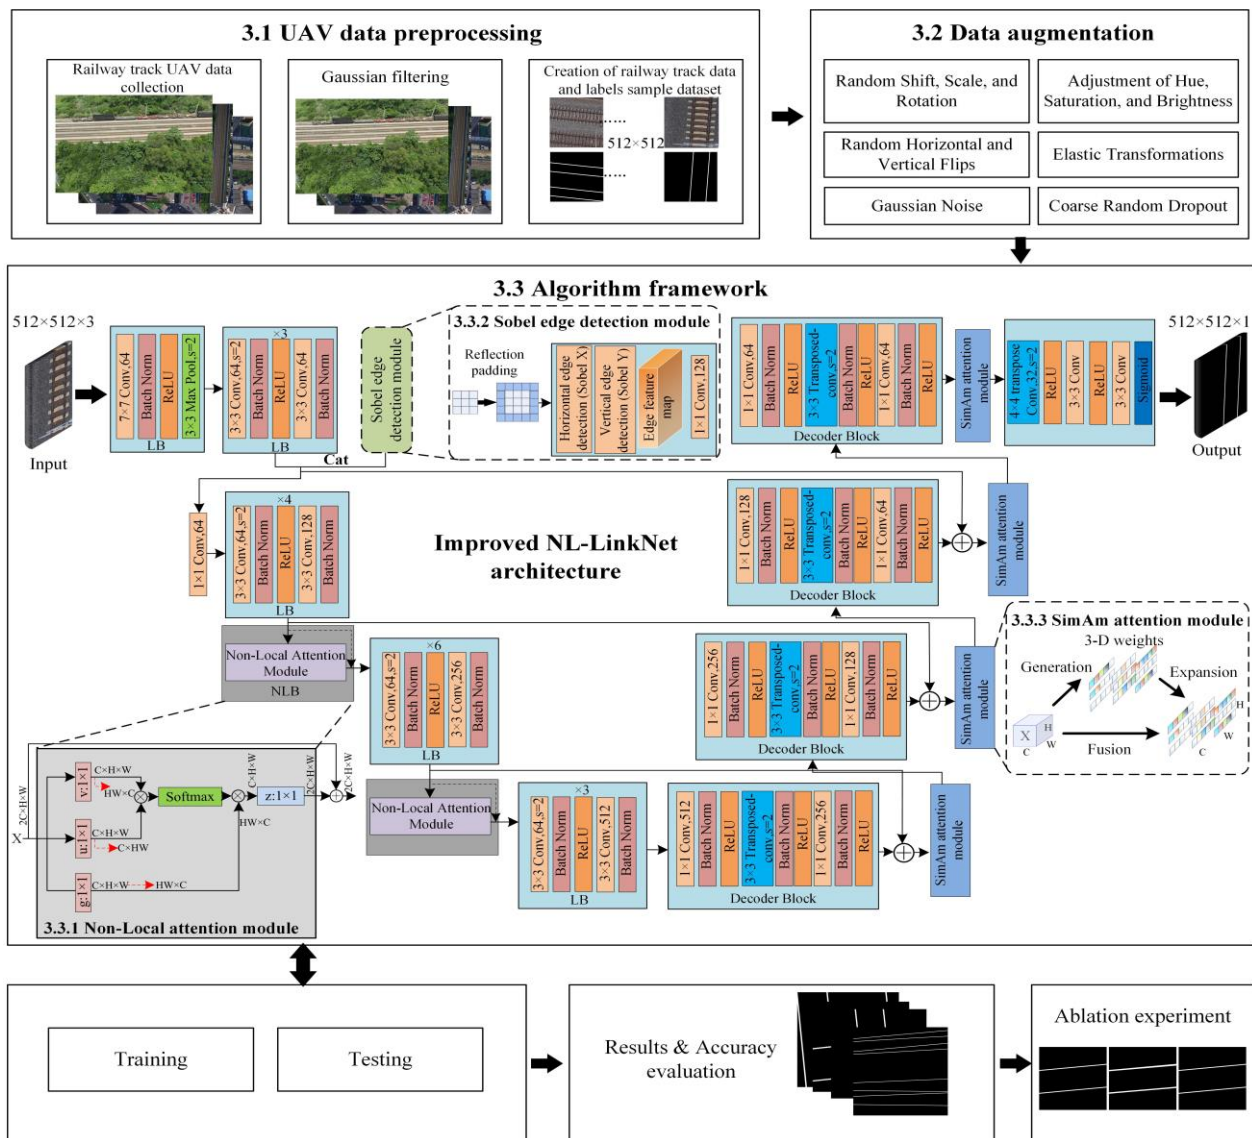 3.1 UAV data preprocessing
Railway track UAV data
collection
Gaussian filtering
Creation of railway track data
and labels sample dataset
......
512×512
......
3.2 Data augmentation
Random Shift, Scale, and
Rotation
Adjustment of Hue,
Saturation, and Brightness
Random Horizontal and
Vertical Flips
Elastic Transformations
Gaussian Noise
Coarse Random Dropout
3.3 Algorithm framework
512×512×3
Input
7×7 Conv,64
Batch Norm
ReLU
3×3 Max Pool,s=2
LB
×3
3×3 Conv,64,s=2
Batch Norm
ReLU
3×3 Conv,64
Batch Norm
LB
Sobel edge
detection module
Cat
3.3.2 Sobel edge detection module
Reflection
padding
Horizontal edge
detection (Sobel X)
Vertical edge
detection (Sobel Y)
Edge feature
map
1×1 Conv,128
1×1 Conv,64
Batch Norm
ReLU
3×3 Transposed-
conv,s=2
Batch Norm
ReLU
1×1 Conv,64
Batch Norm
ReLU
Decoder Block
SimAm attention
module
4×4 transpose
Conv,32,s=2
ReLU
3×3 Conv
ReLU
3×3 Conv
Sigmoid
512×512×1
Output
1×1 Conv,64
×4
3×3 Conv,64,s=2
Batch Norm
ReLU
3×3 Conv,128
Batch Norm
LB
Improved NL-LinkNet
architecture
1×1 Conv,128
Batch Norm
ReLU
3×3 Transposed-
conv,s=2
Batch Norm
ReLU
1×1 Conv,64
Batch Norm
ReLU
Decoder Block
SimAm attention
module
Non-Local Attention
Module
NLB
×6
3×3 Conv,64,s=2
Batch Norm
ReLU
3×3 Conv,256
Batch Norm
LB
1×1 Conv,256
Batch Norm
ReLU
3×3 Transposed-
conv,s=2
Batch Norm
ReLU
1×1 Conv,128
Batch Norm
ReLU
Decoder Block
SimAm attention
module
3.3.3 SimAm attention module
3-D weights
Generation
Expansion
X
H
W
C
Fusion
H
W
C
Non-Local Attention
Module
×3
3×3 Conv,64,s=2
Batch Norm
ReLU
3×3 Conv,512
Batch Norm
LB
1×1 Conv,512
Batch Norm
ReLU
3×3 Transposed-
conv,s=2
Batch Norm
ReLU
1×1 Conv,256
Batch Norm
ReLU
Decoder Block
SimAm attention
module
X
2C×H×W
v: 1×1
C×H×W
HW×C
u: 1×1
C×H×W
C×HW
g: 1×1
C×H×W
HW×C
Softmax
HW×C
C×H×W
z:1×1
2C×H×W
2C×H×W
3.3.1 Non-Local attention module
Training
Testing
Results & Accuracy
evaluation
Ablation experiment